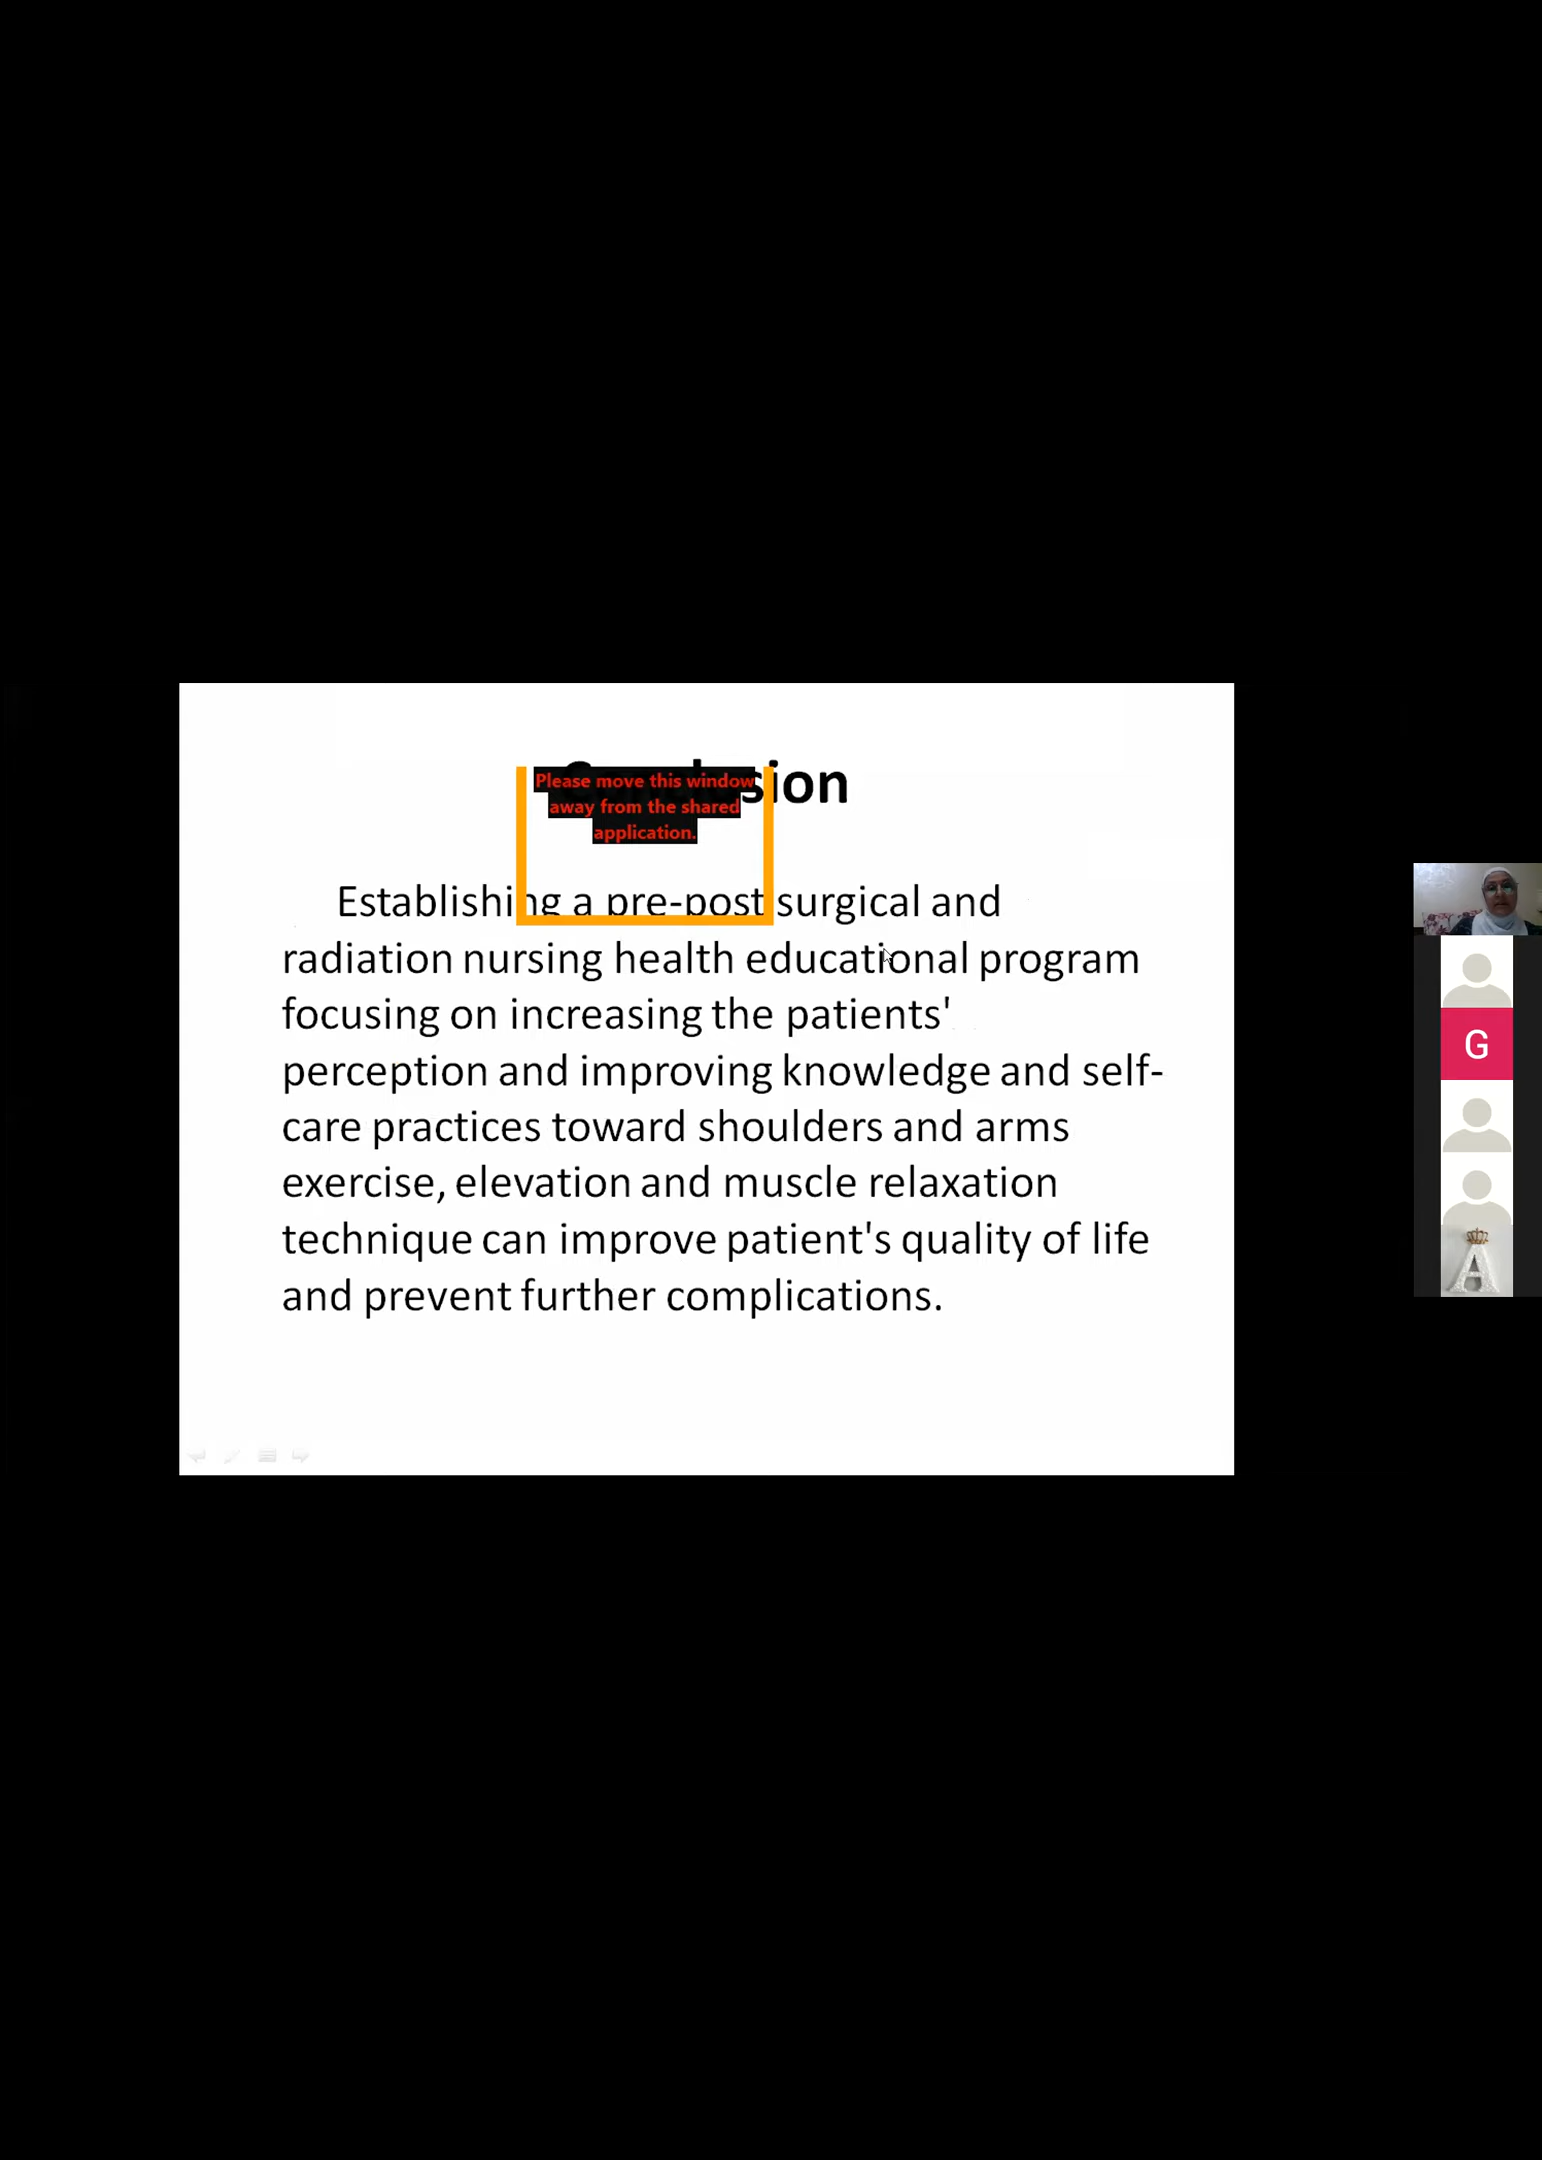 Conclusion
Please move this window
away from the shared
application.
Establishing a pre-post surgical and
radiation nursing health educational program
focusing on increasing the patients'
perception and improving knowledge and self-
care practices toward shoulders and arms
exercise, elevation and muscle relaxation
technique can improve patient's quality of life
and prevent further complications.
G
A